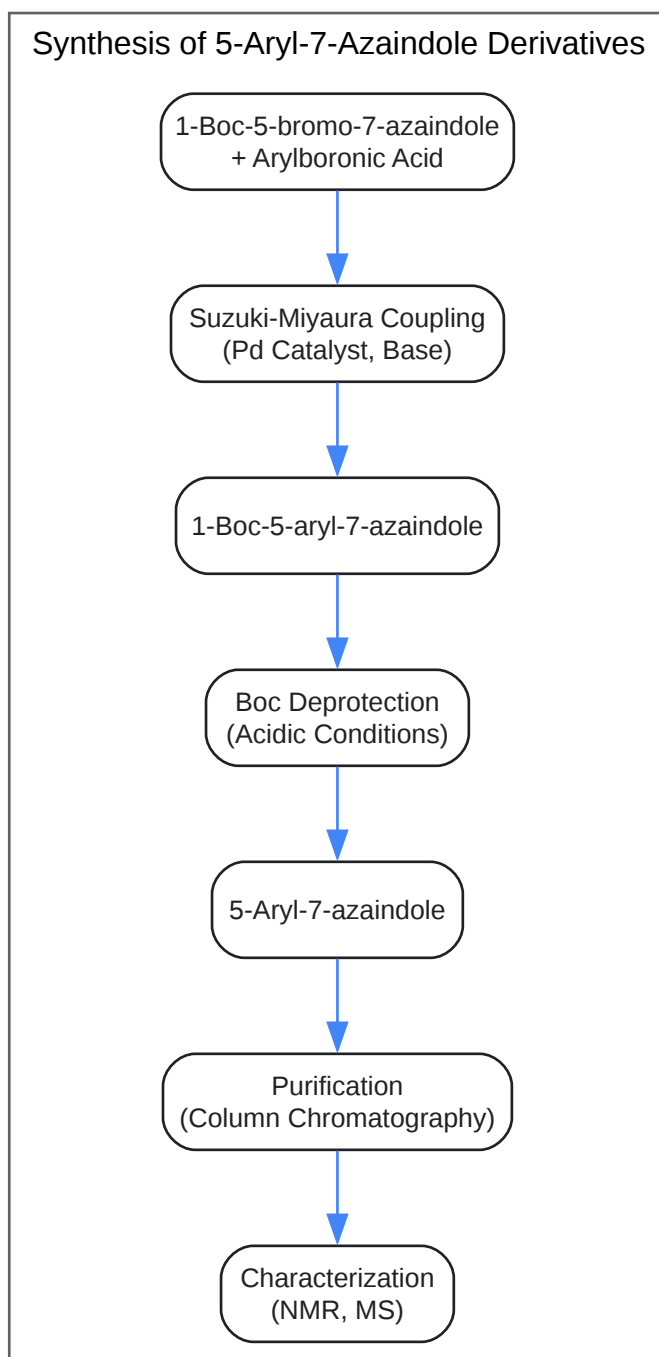 Synthesis of 5-Aryl-7-Azaindole Derivatives
1-Boc-5-bromo-7-azaindole
+ Arylboronic Acid
Suzuki-Miyaura Coupling
(Pd Catalyst, Base)
1-Boc-5-aryl-7-azaindole
Boc Deprotection
(Acidic Conditions)
5-Aryl-7-azaindole
Purification
(Column Chromatography)
Characterization
(NMR, MS)